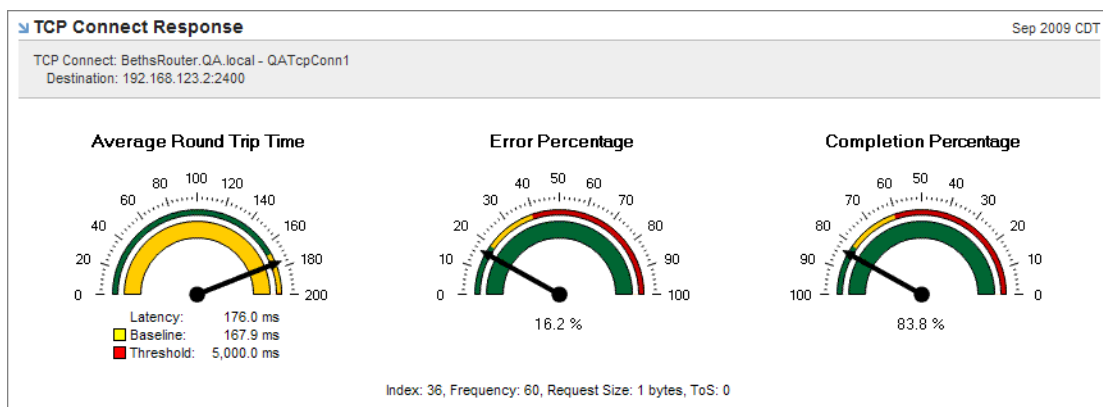 TCP Connect Response
Sep 2009 CDT
TCP Connect: BethsRouter.QA.local - QATcpConn1
Destination: 192.168.123.2:2400
Average Round Trip Time
0 20 40 60 80 100 120 140 160 180 200
Latency: 176.0 ms
Baseline: 167.9 ms
Threshold: 5,000.0 ms
Error Percentage
0 10 20 30 40 50 60 70 80 90 100
16.2 %
Completion Percentage
100 90 80 70 60 50 40 30 20 10 0
83.8 %
Index: 36, Frequency: 60, Request Size: 1 bytes, ToS: 0